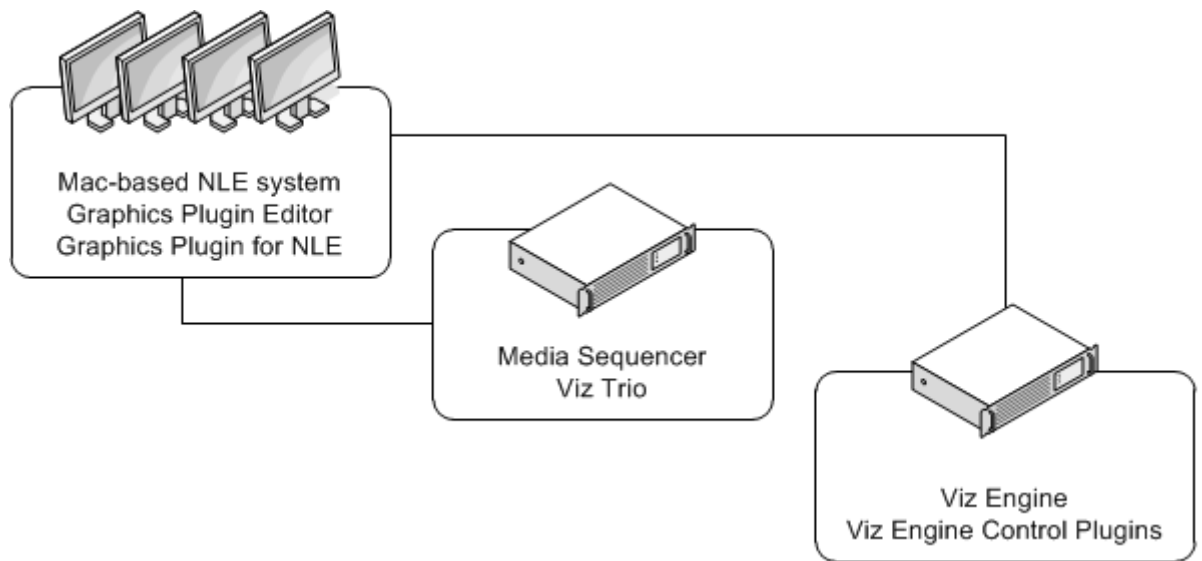 Mac-based NLE system
Graphics Plugin Editor
Graphics Plugin for NLE
Media Sequencer
Viz Trio
Viz Engine
Viz Engine Control Plugins